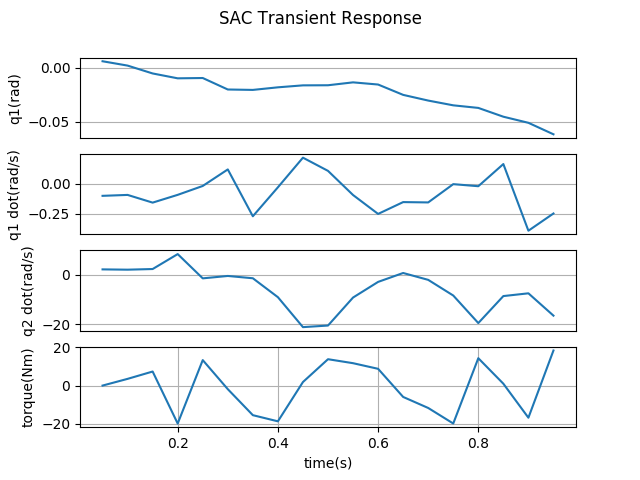 SAC Transient Response
q1(rad)
0.00
−0.05
q1 dot(rad/s)
0.00
−0.25
q2 dot(rad/s)
0
−20
torque(Nm)
20
0
−20
0.2 0.4 0.6 0.8
time(s)